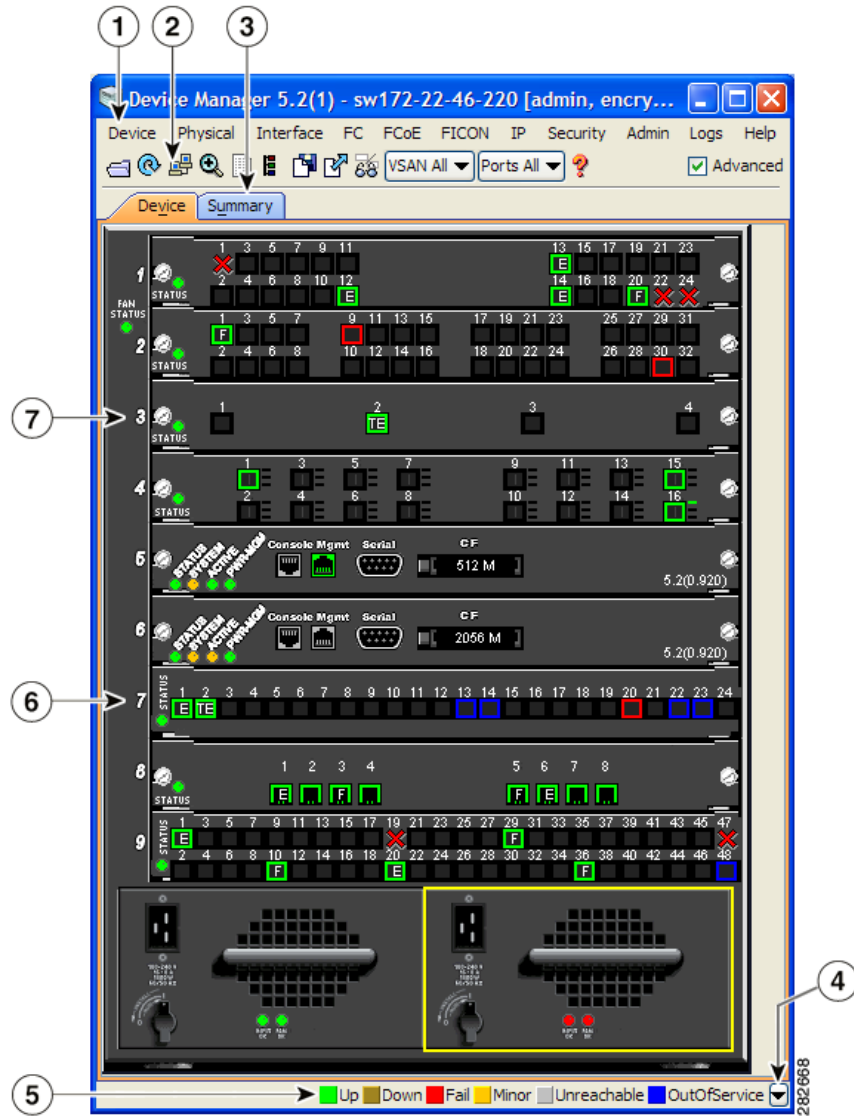 1 2 3
Device Manager 5.2(1) - sw172-22-46-220 [admin, encry...
Device Physical Interface FC FCoE FICON IP Security Admin Logs Help
VSAN All Ports All Advanced
Device Summary
1 3 5 7 9 11 13 15 17 19 21 23
E
1
STATUS
2 4 6 8 10 12 14 16 18 20 22 24
E E F
FAN
STATUS
1 3 5 7 9 11 13 15 17 19 21 23 25 27 29 31
F
2
STATUS
2 4 6 8 10 12 14 16 18 20 22 24 26 28 30 32
7
3
STATUS
1 2 3 4
TE
1 3 5 7 9 11 13 15
4
STATUS
2 4 6 8 10 12 14 16
5
STATUS SYSTEM ACTIVE PWR-MGM
Console Mgmt Serial CF
512 M
5.2(0.920)
6
STATUS SYSTEM ACTIVE PWR-MGM
Console Mgmt Serial CF
2056 M
5.2(0.920)
6
7
STATUS
1 2 3 4 5 6 7 8 9 10 11 12 13 14 15 16 17 18 19 20 21 22 23 24
E TE
8
STATUS
1 2 3 4 5 6 7 8
E F F E
9
STATUS
1 3 5 7 9 11 13 15 17 19 21 23 25 27 29 31 33 35 37 39 41 43 45 47
E F
2 4 6 8 10 12 14 16 18 20 22 24 26 28 30 32 34 36 38 40 42 44 46 48
F E F
INPUT OK FAN OK
INPUT OK FAN OK
4
5
Up Down Fail Minor Unreachable OutOfService
282668